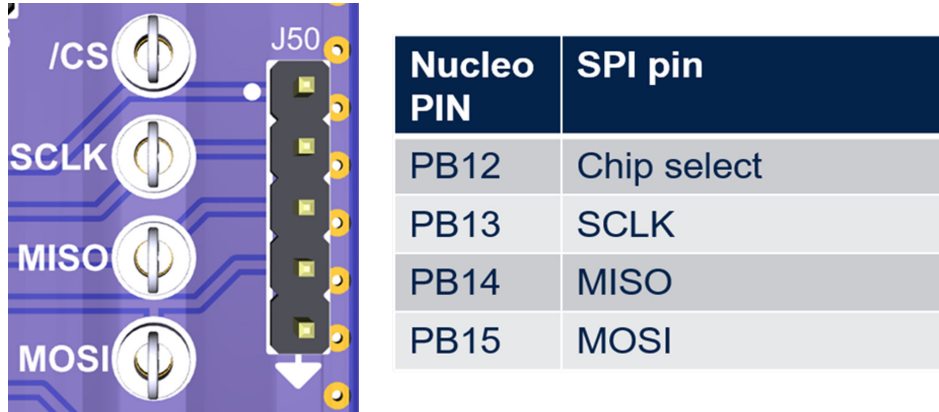 /CS
J50
SCLK
MISO
MOSI
Nucleo PIN
SPI pin
PB12
Chip select
PB13
SCLK
PB14
MISO
PB15
MOSI